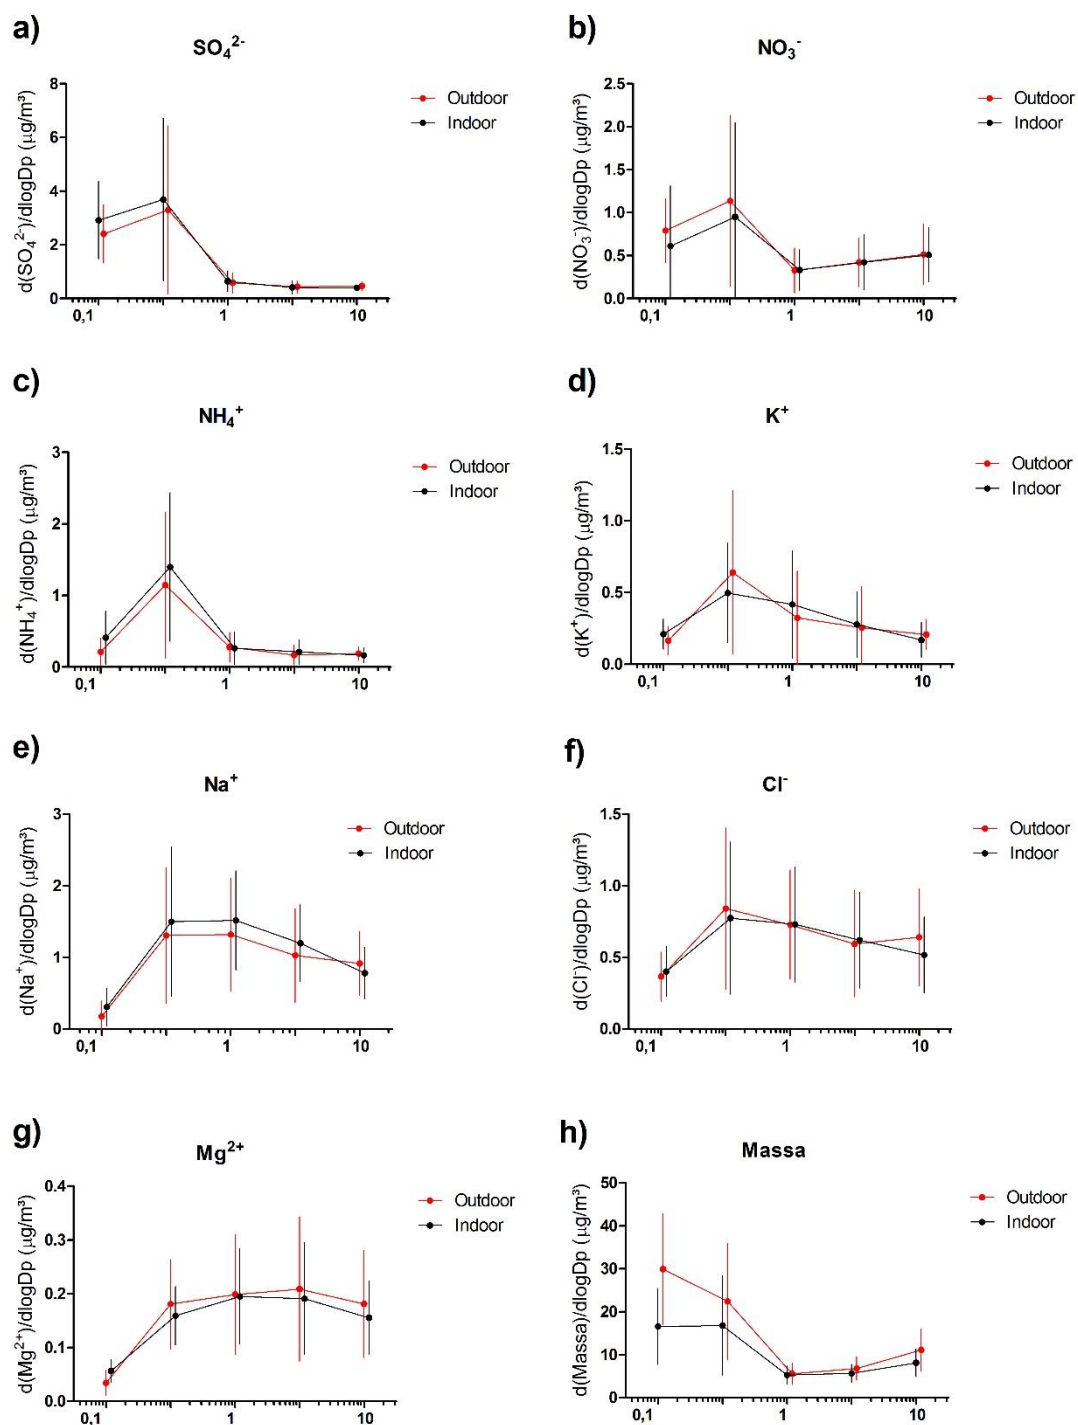 a)
SO₄²⁻
d(SO₄²⁻)/dlogDp (µg/m³)
8
6
4
2
0
0,1
1
10
Outdoor
Indoor
b)
NO₃⁻
d(NO₃⁻)/dlogDp (µg/m³)
2.5
2.0
1.5
1.0
0.5
0.0
0,1
1
10
Outdoor
Indoor
c)
NH₄⁺
d(NH₄⁺)/dlogDp (µg/m³)
3
2
1
0
0,1
1
10
Outdoor
Indoor
d)
K⁺
d(K⁺)/dlogDp (µg/m³)
1.5
1.0
0.5
0.0
0,1
1
10
Outdoor
Indoor
e)
Na⁺
d(Na⁺)/dlogDp (µg/m³)
3
2
1
0
0,1
1
10
Outdoor
Indoor
f)
Cl⁻
d(Cl⁻)/dlogDp (µg/m³)
1.5
1.0
0.5
0.0
0,1
1
10
Outdoor
Indoor
g)
Mg²⁺
d(Mg²⁺)/dlogDp (µg/m³)
0.4
0.3
0.2
0.1
0.0
0,1
1
10
Outdoor
Indoor
h)
Massa
d(Massa)/dlogDp (µg/m³)
50
40
30
20
10
0
0,1
1
10
Outdoor
Indoor